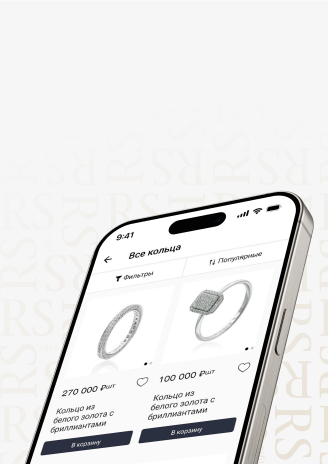 9:41
Все кольца
Фильтры
Популярные
270 000 ₽шт
100 000 ₽шт
Кольцо из
белого золота с
бриллиантами
Кольцо из
белого золота с
бриллиантами
В корзину
В корзину